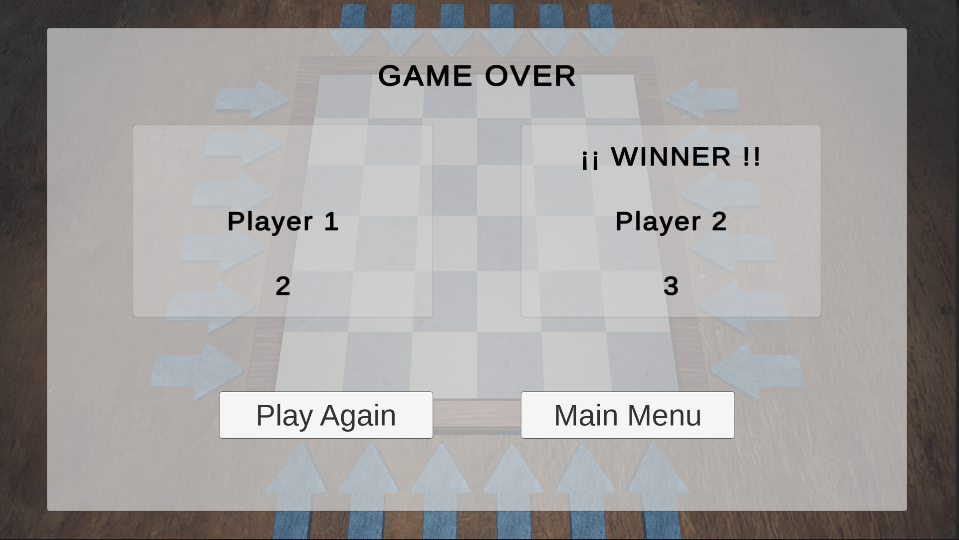 GAME OVER
Player 1
2
¡¡ WINNER !!
Player 2
3
Play Again
Main Menu